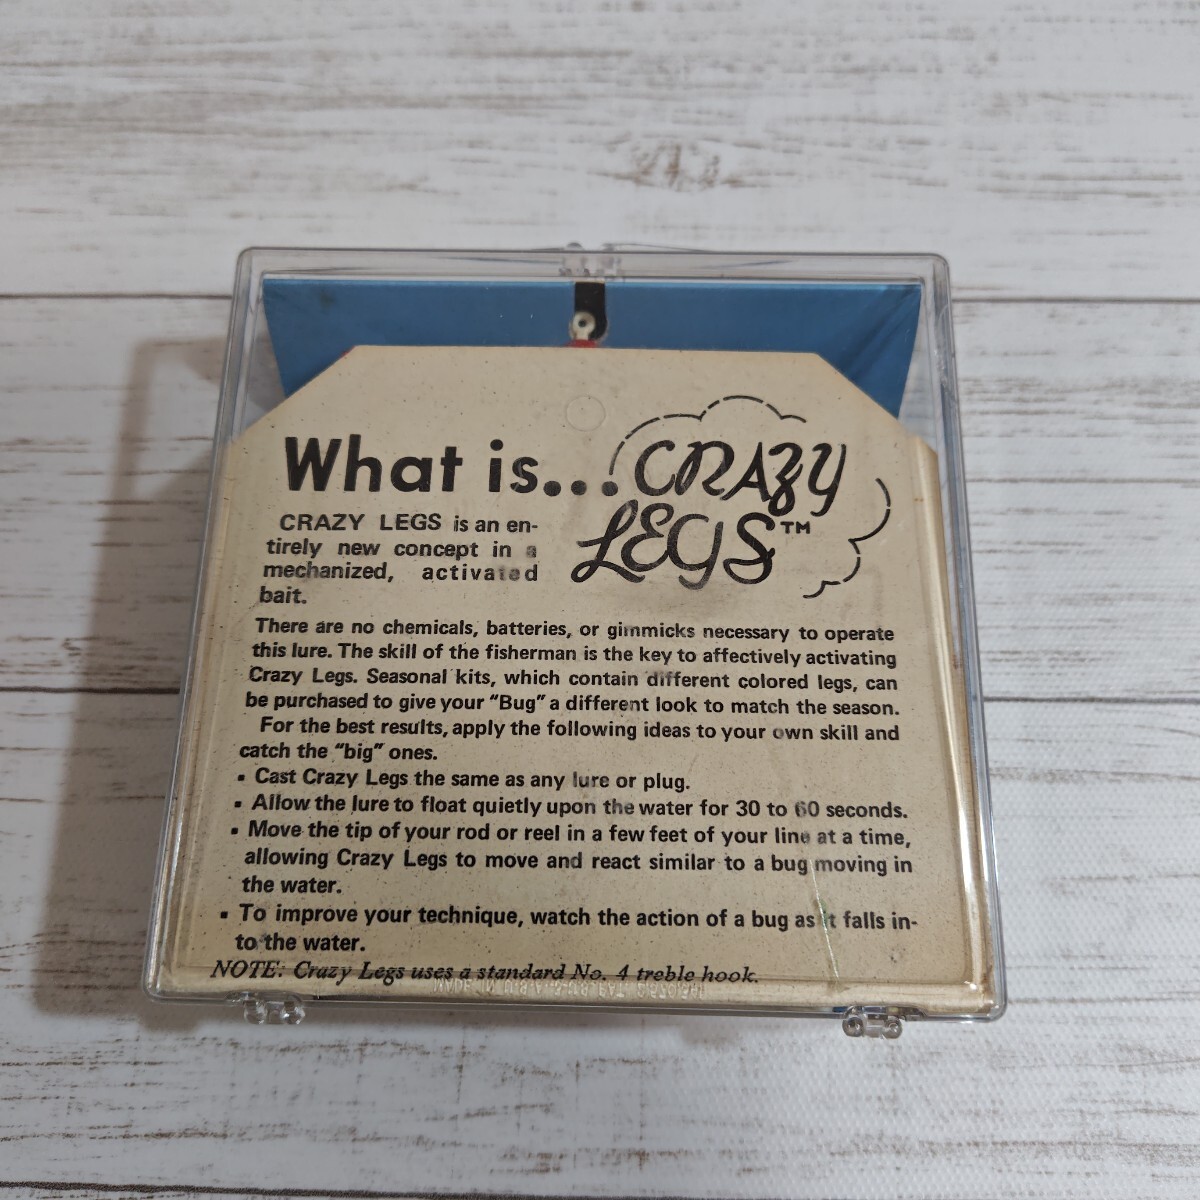 What is... CRAZY
LEGS™
CRAZY LEGS is an en-
tirely new concept in a
mechanized, activated
bait.
There are no chemicals, batteries, or gimmicks necessary to operate
this lure. The skill of the fisherman is the key to affectively activating
Crazy Legs. Seasonal kits, which contain different colored legs, can
be purchased to give your "Bug" a different look to match the season.
For the best results, apply the following ideas to your own skill and
catch the "big" ones.
▪ Cast Crazy Legs the same as any lure or plug.
▪ Allow the lure to float quietly upon the water for 30 to 60 seconds.
▪ Move the tip of your rod or reel in a few feet of your line at a time,
allowing Crazy Legs to move and react similar to a bug moving in
the water.
▪ To improve your technique, watch the action of a bug as it falls in-
to the water.
NOTE: Crazy Legs uses a standard No. 4 treble hook.